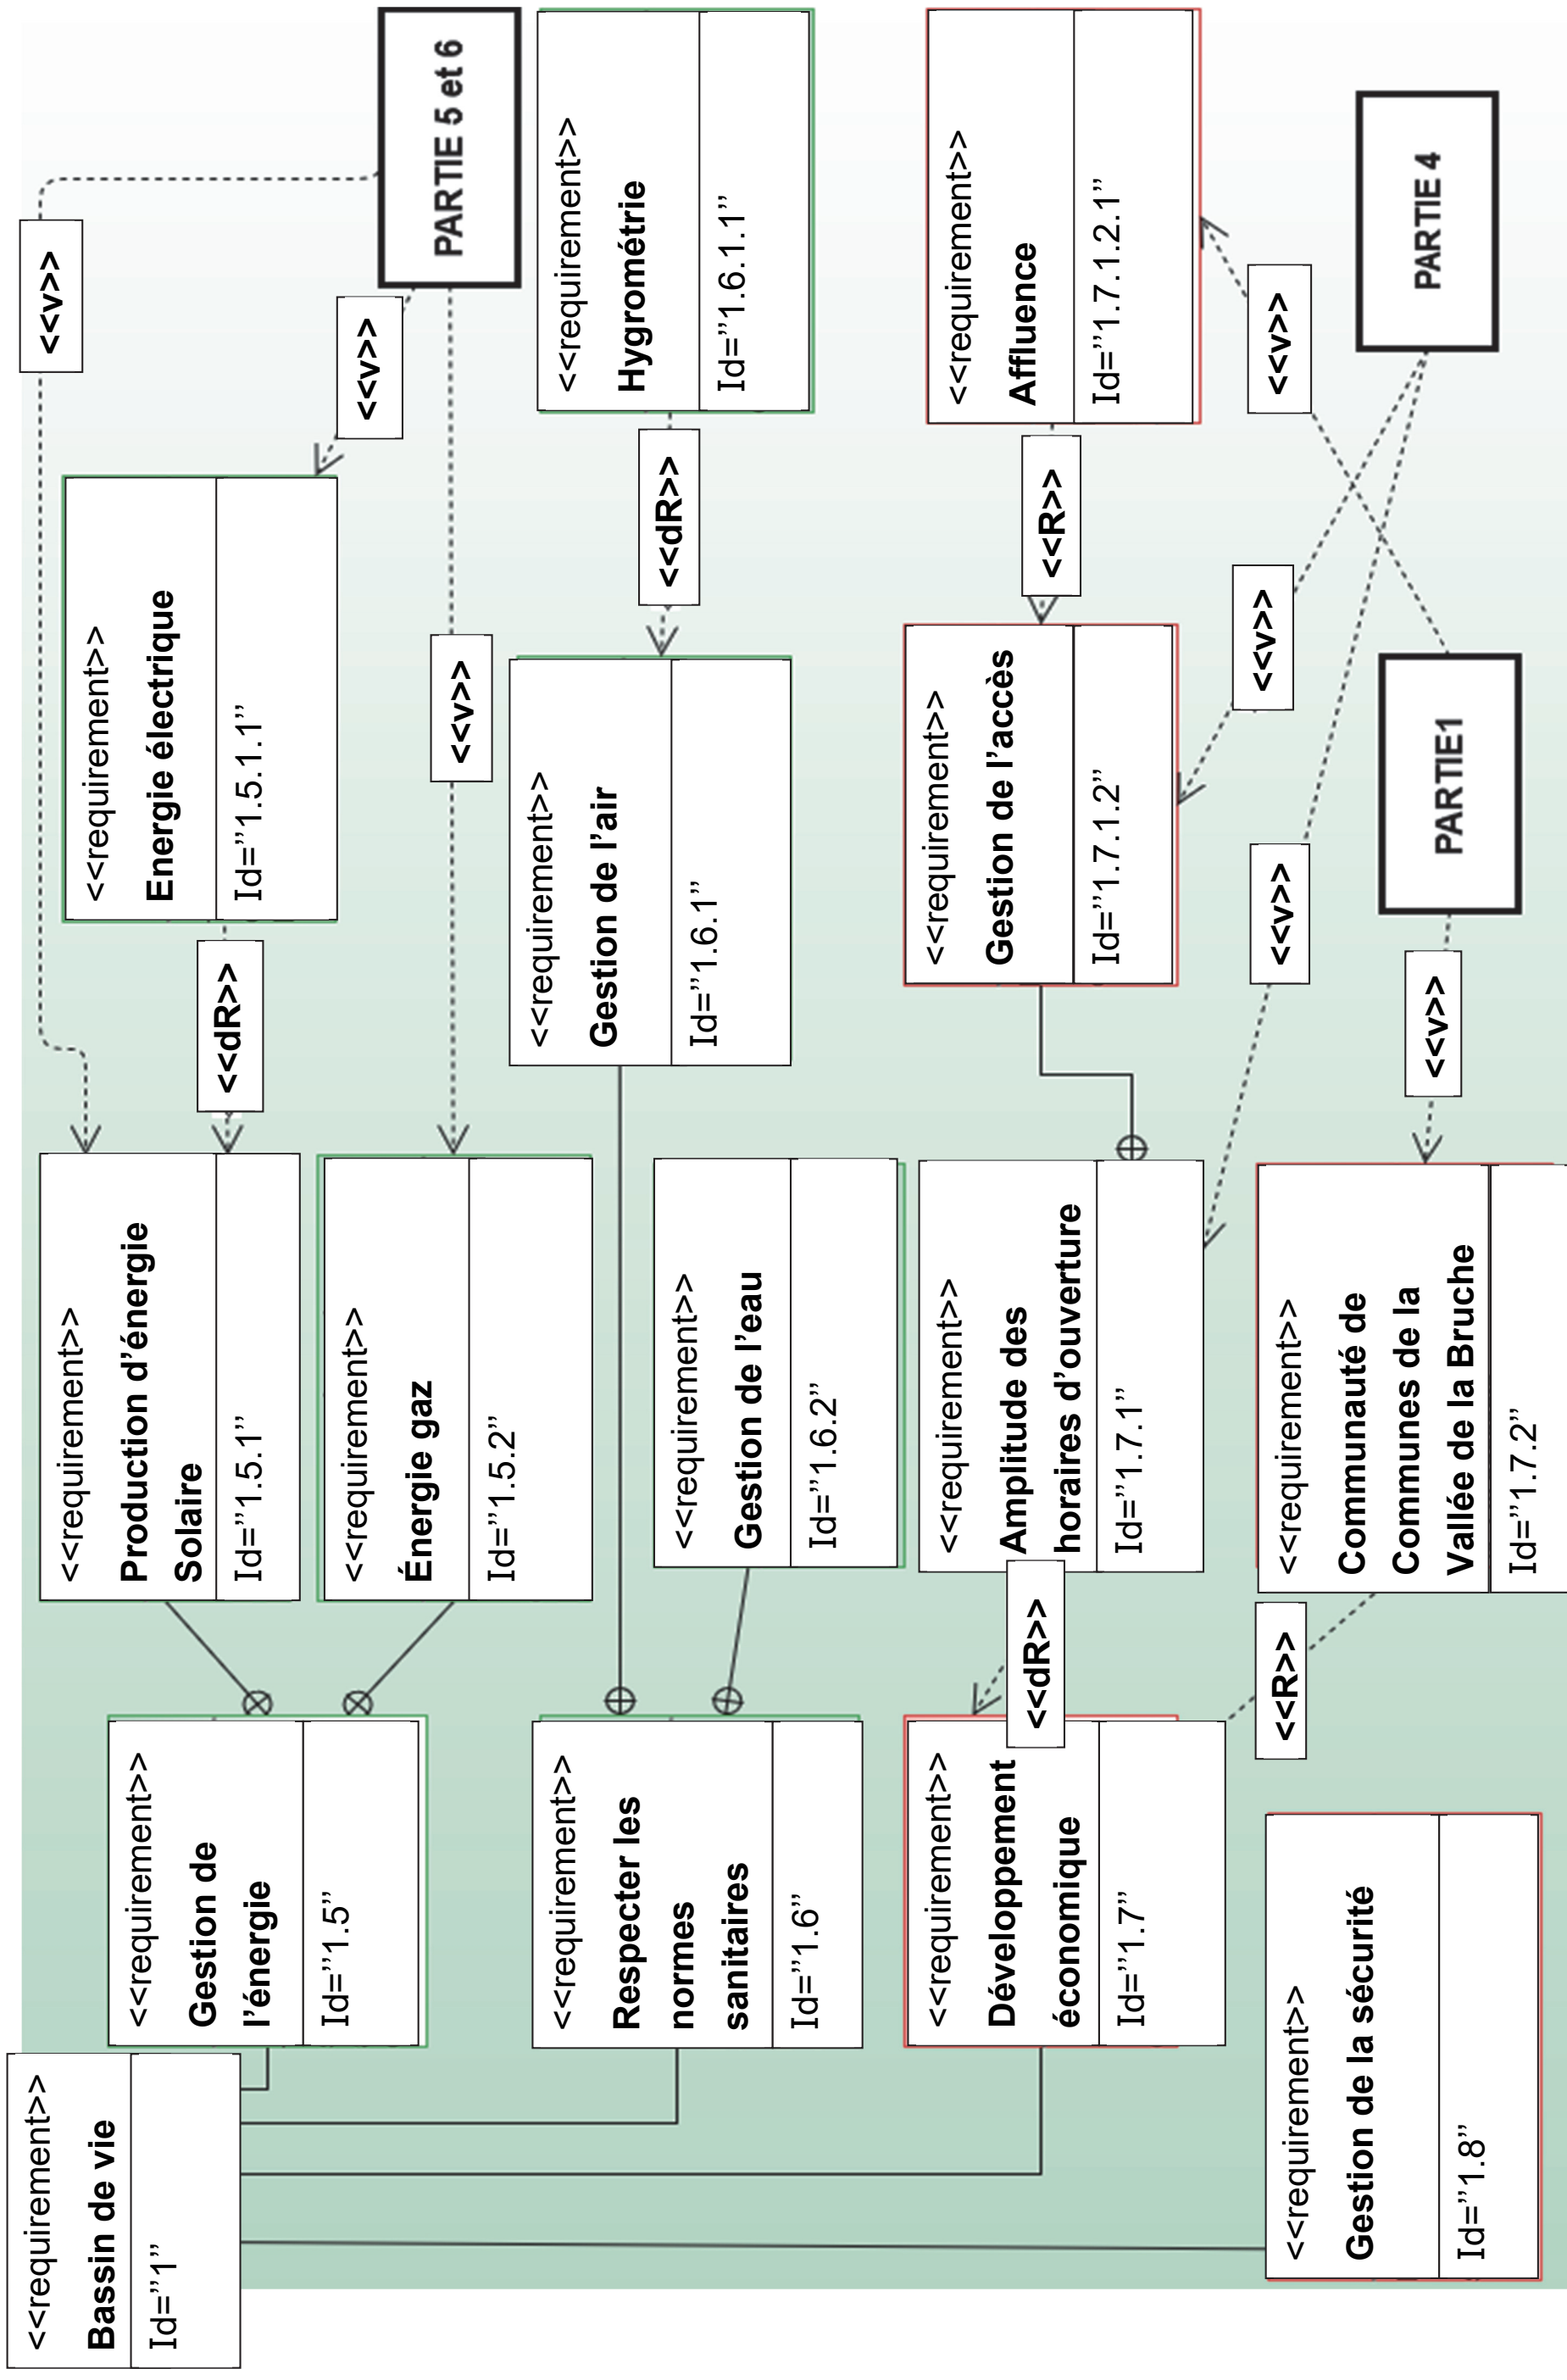 <<requirement>>
Bassin de vie
Id=”1”
<<requirement>>
Gestion de
l’énergie
Id=”1.5”
<<requirement>>
Respecter les
normes
sanitaires
Id=”1.6”
<<requirement>>
Développement
économique
Id=”1.7”
<<requirement>>
Gestion de la sécurité
Id=”1.8”
<<dR>>
<<R>>
<<requirement>>
Production d’énergie
Solaire
Id=”1.5.1”
<<requirement>>
Énergie gaz
Id=”1.5.2”
<<requirement>>
Gestion de l’eau
Id=”1.6.2”
<<requirement>>
Amplitude des
horaires d’ouverture
Id=”1.7.1”
<<requirement>>
Communauté de
Communes de la
Vallée de la Bruche
Id=”1.7.2”
<<dR>>
<<v>>
<<v>>
<<v>>
<<requirement>>
Energie électrique
Id=”1.5.1.1”
<<requirement>>
Gestion de l’air
Id=”1.6.1”
<<requirement>>
Gestion de l’accès
Id=”1.7.1.2”
PARTIE1
<<v>>
<<dR>>
<<R>>
<<v>>
<<v>>
<<v>>
PARTIE 5 et 6
<<requirement>>
Hygrométrie
Id=”1.6.1.1”
<<requirement>>
Affluence
Id=”1.7.1.2.1”
PARTIE 4